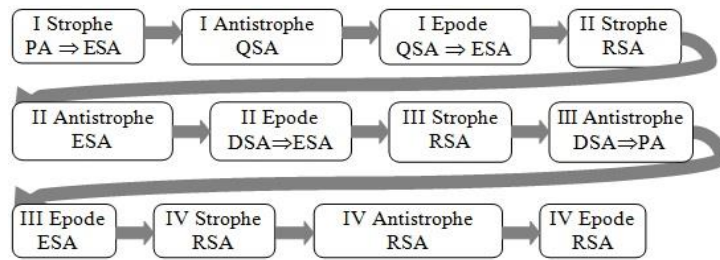 I Strophe
PA ⇒ ESA
I Antistrophe
QSA
I Epode
QSA ⇒ ESA
II Strophe
RSA
II Antistrophe
ESA
II Epode
DSA⇒ESA
III Strophe
RSA
III Antistrophe
DSA⇒PA
III Epode
ESA
IV Strophe
RSA
IV Antistrophe
RSA
IV Epode
RSA